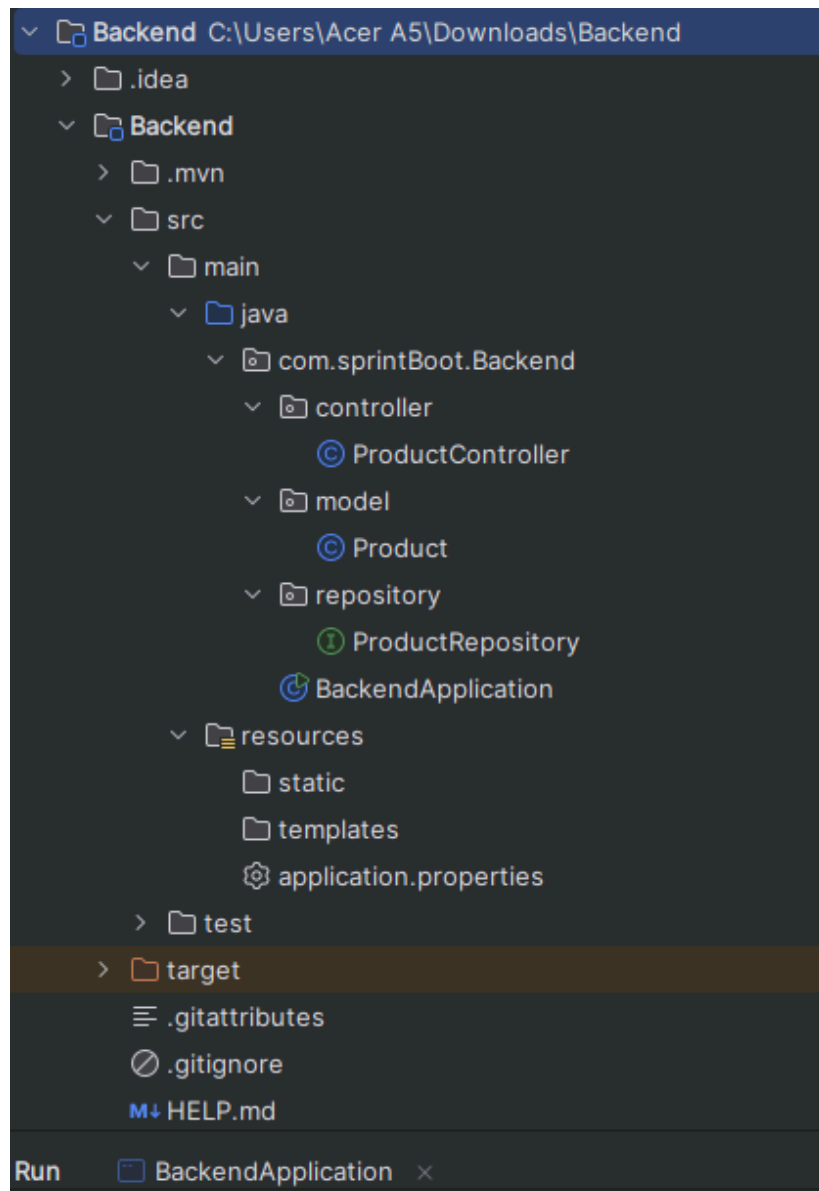 Backend C:\Users\Acer A5\Downloads\Backend
.idea
Backend
.mvn
src
main
java
com.sprintBoot.Backend
controller
ProductController
model
Product
repository
ProductRepository
BackendApplication
resources
static
templates
application.properties
test
target
.gitattributes
.gitignore
HELP.md
Run BackendApplication